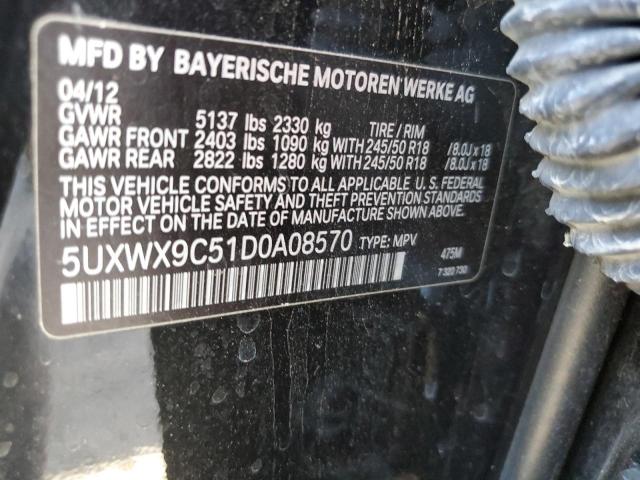 MFD BY BAYERISCHE MOTOREN WERKE AG
04/12
GVWR 5137 lbs 2330 kg TIRE / RIM
GAWR FRONT 2403 lbs 1090 kg WITH 245/50 R18 /8.0J x 18
GAWR REAR 2822 lbs 1280 kg WITH 245/50 R18 /8.0J x 18
THIS VEHICLE CONFORMS TO ALL APPLICABLE U. S. FEDERAL
MOTOR VEHICLE SAFETY AND THEFT PREVENTION STANDARDS
IN EFFECT ON THE DATE OF MANUFACTURE SHOWN ABOVE.
5UXWX9C51D0A08570 TYPE: MPV 475M
7 320 730